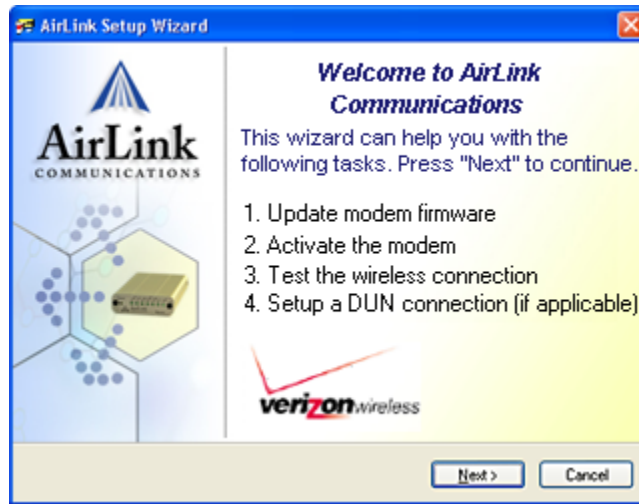 AirLink Setup Wizard
AirLink
COMMUNICATIONS
Welcome to AirLink
Communications
This wizard can help you with the
following tasks. Press "Next" to continue.
1. Update modem firmware
2. Activate the modem
3. Test the wireless connection
4. Setup a DUN connection (if applicable)
verizon wireless
Next >
Cancel